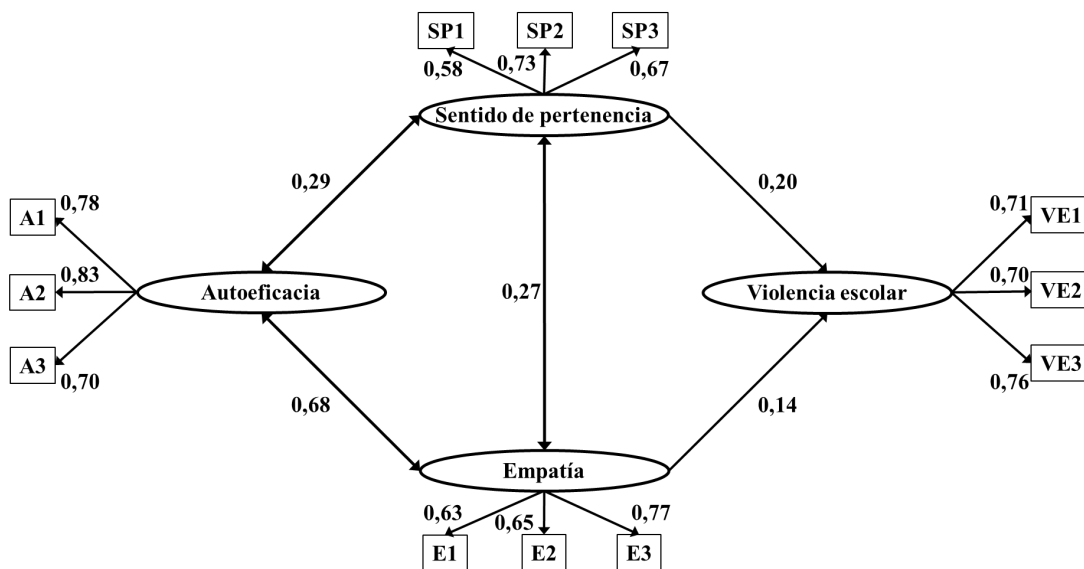 SP1 SP2 SP3
0,58 0,73 0,67
Sentido de pertenencia
0,29 0,20
A1 0,78 0,71 VE1
A2 0,83 Autoeficacia 0,27 Violencia escolar 0,70 VE2
A3 0,70 0,76 VE3
0,68 0,14
Empatía
0,63 0,65 0,77
E1 E2 E3